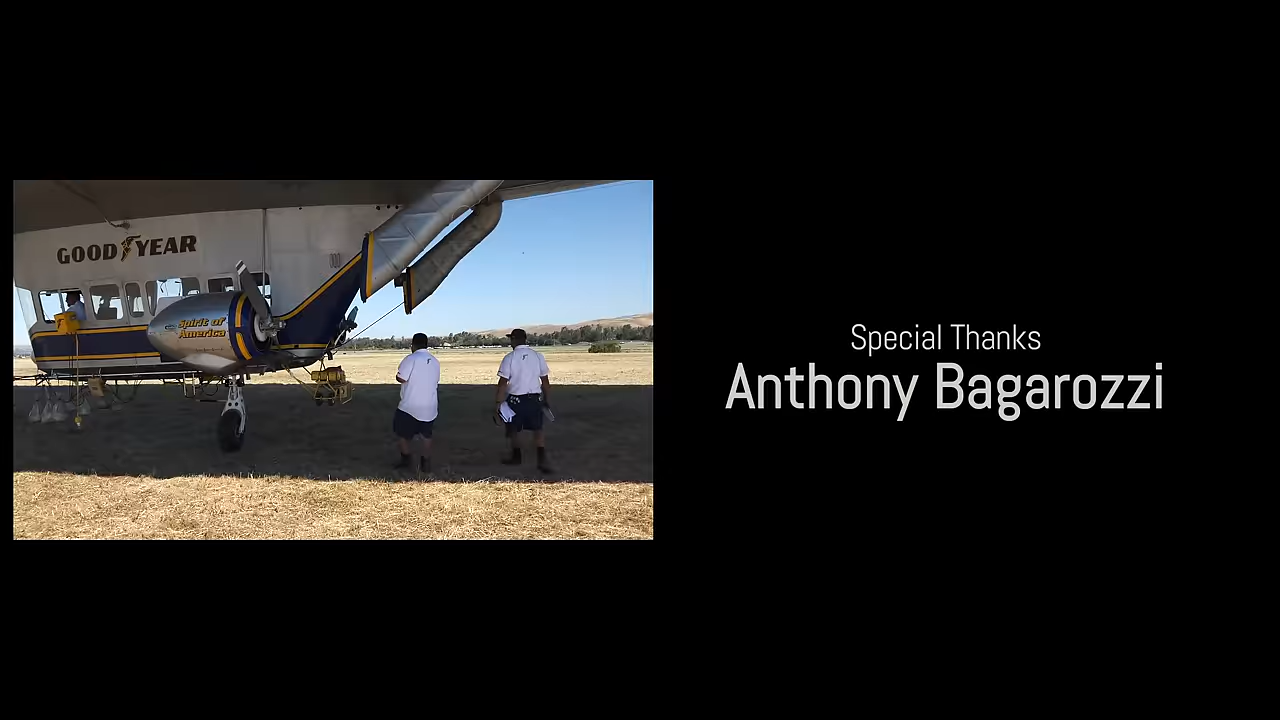 GOODYEAR
Spirit of
America
Special Thanks
Anthony Bagarozzi